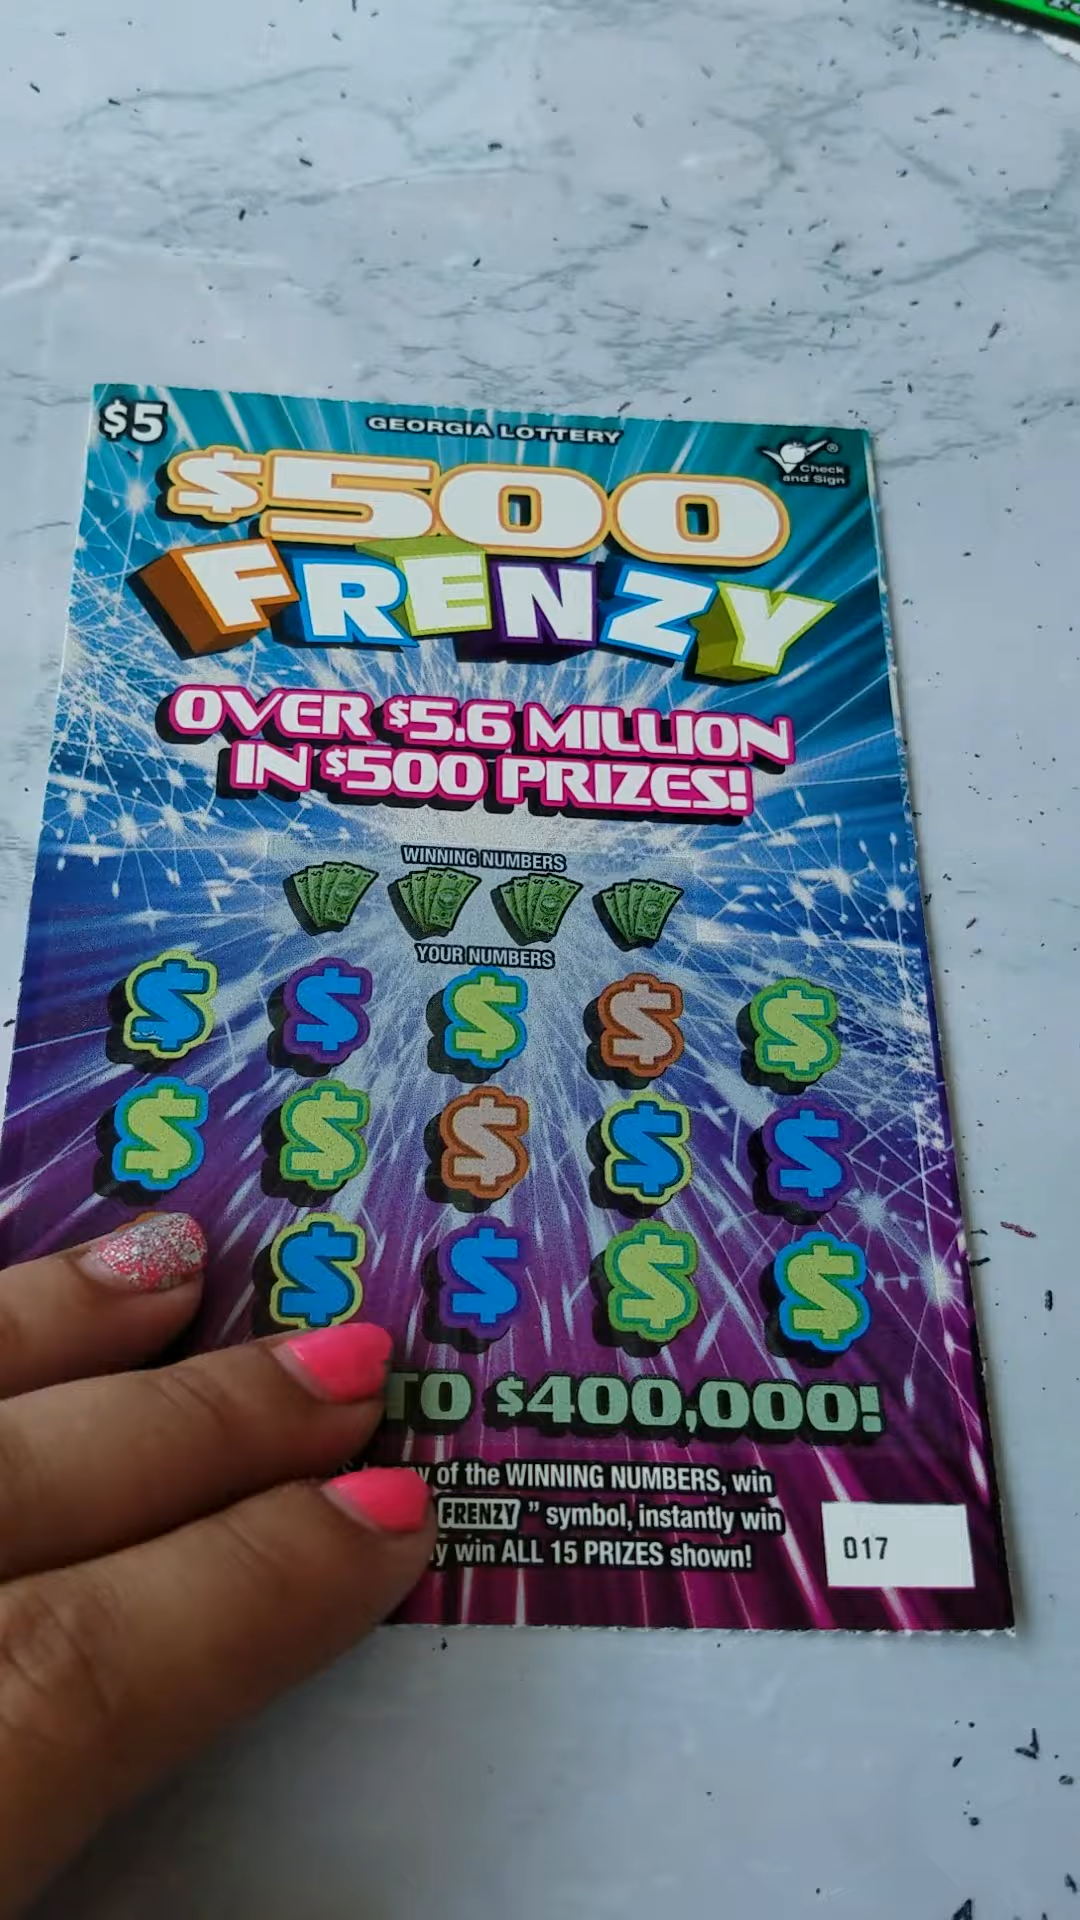 $5
GEORGIA LOTTERY
Check
and Sign
$500
FRENZY
OVER $5.6 MILLION
IN $500 PRIZES!
WINNING NUMBERS
YOUR NUMBERS
$ $ $ $ $
$ $ $ $ $
$ $ $ $
TO $400,000!
of the WINNING NUMBERS, win
FRENZY " symbol, instantly win
win ALL 15 PRIZES shown!
017